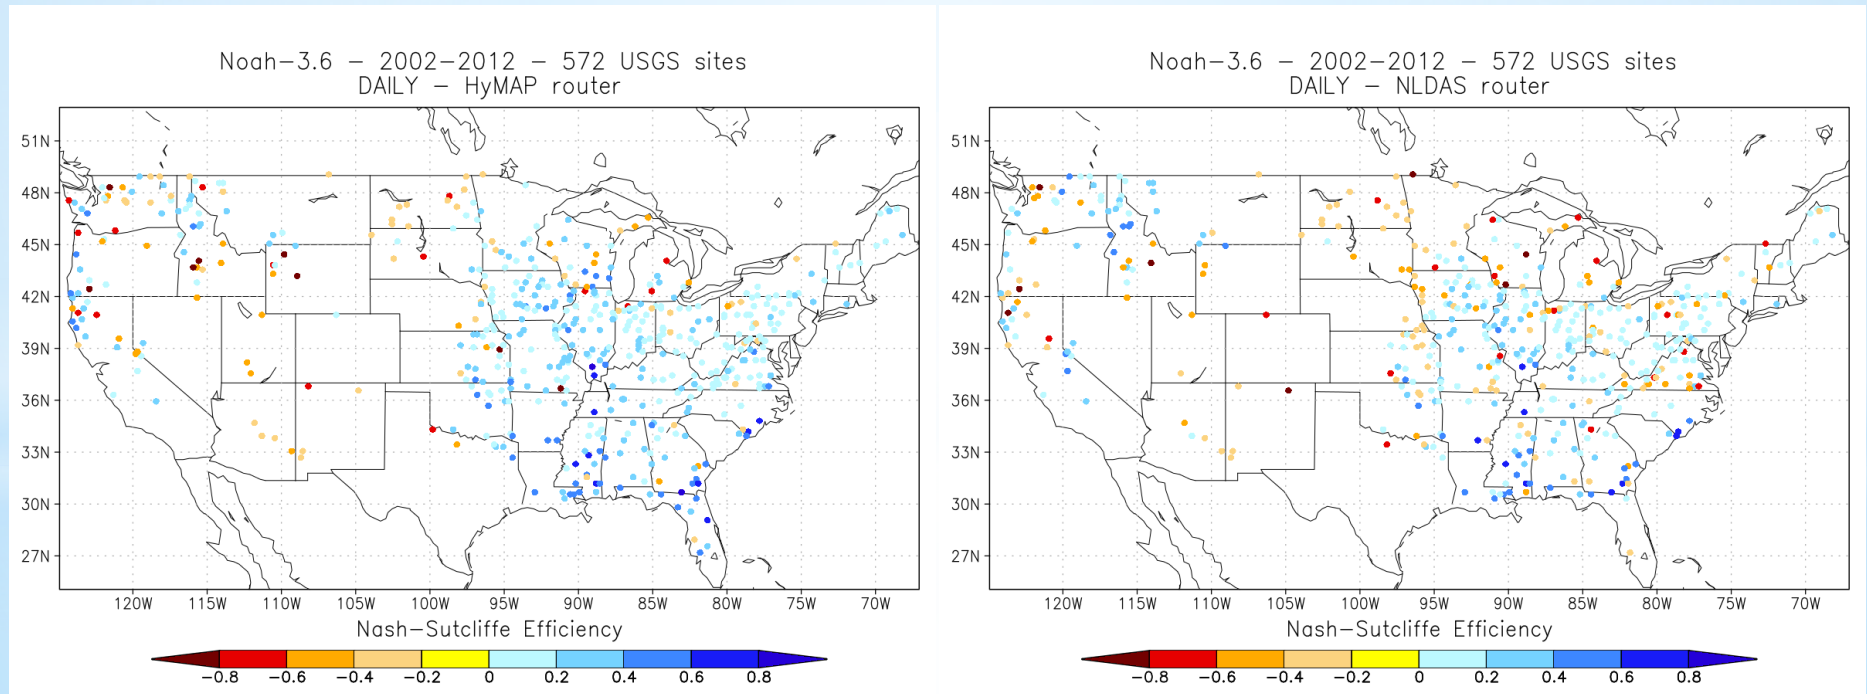 Noah-3.6 - 2002-2012 - 572 USGS sites
DAILY - HyMAP router
51N
48N
45N
42N
39N
36N
33N
30N
27N
120W 115W 110W 105W 100W 95W 90W 85W 80W 75W 70W
Nash-Sutcliffe Efficiency
-0.8 -0.6 -0.4 -0.2 0 0.2 0.4 0.6 0.8
Noah-3.6 - 2002-2012 - 572 USGS sites
DAILY - NLDAS router
51N
48N
45N
42N
39N
36N
33N
30N
27N
120W 115W 110W 105W 100W 95W 90W 85W 80W 75W 70W
Nash-Sutcliffe Efficiency
-0.8 -0.6 -0.4 -0.2 0 0.2 0.4 0.6 0.8